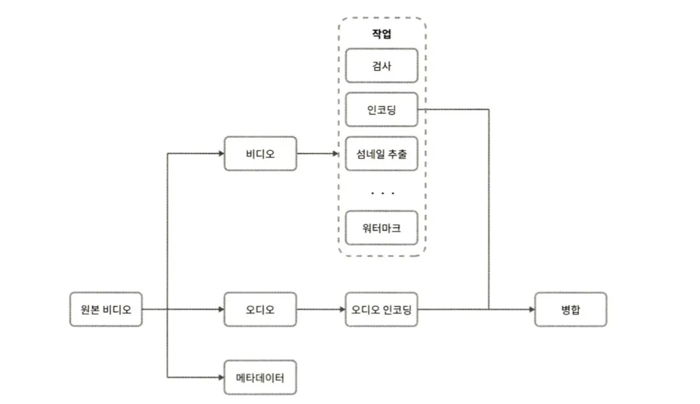 작업
검사
인코딩
비디오
섬네일 추출
. . .
워터마크
원본 비디오
오디오
오디오 인코딩
병합
메타데이터